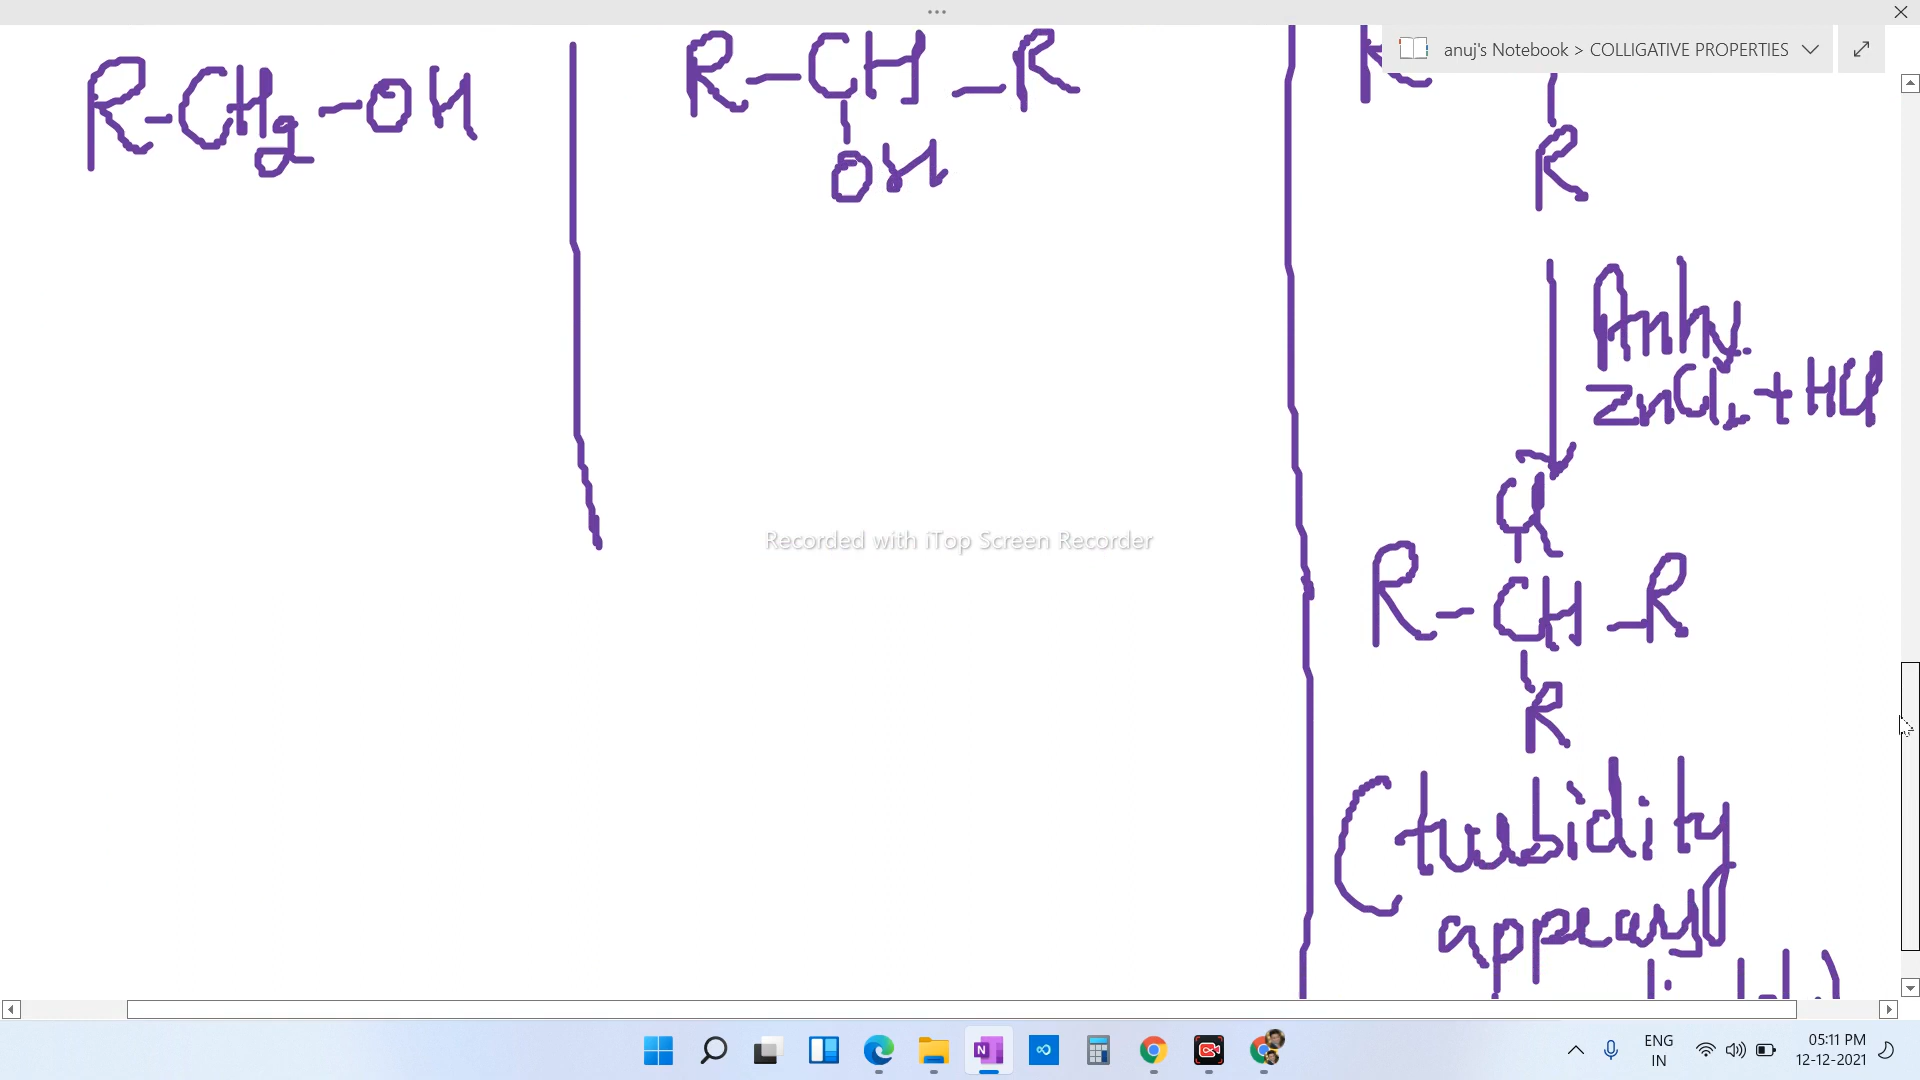 anuj's Notebook > COLLIGATIVE PROPERTIES
R-CH2-OH
R-CH-R
OH
R
R
Anhy.
ZnCl2+HCl
Cl
R-CH-R
R
Recorded with iTop Screen Recorder
(turbidity
appears
ENG
IN
05:11 PM
12-12-2021